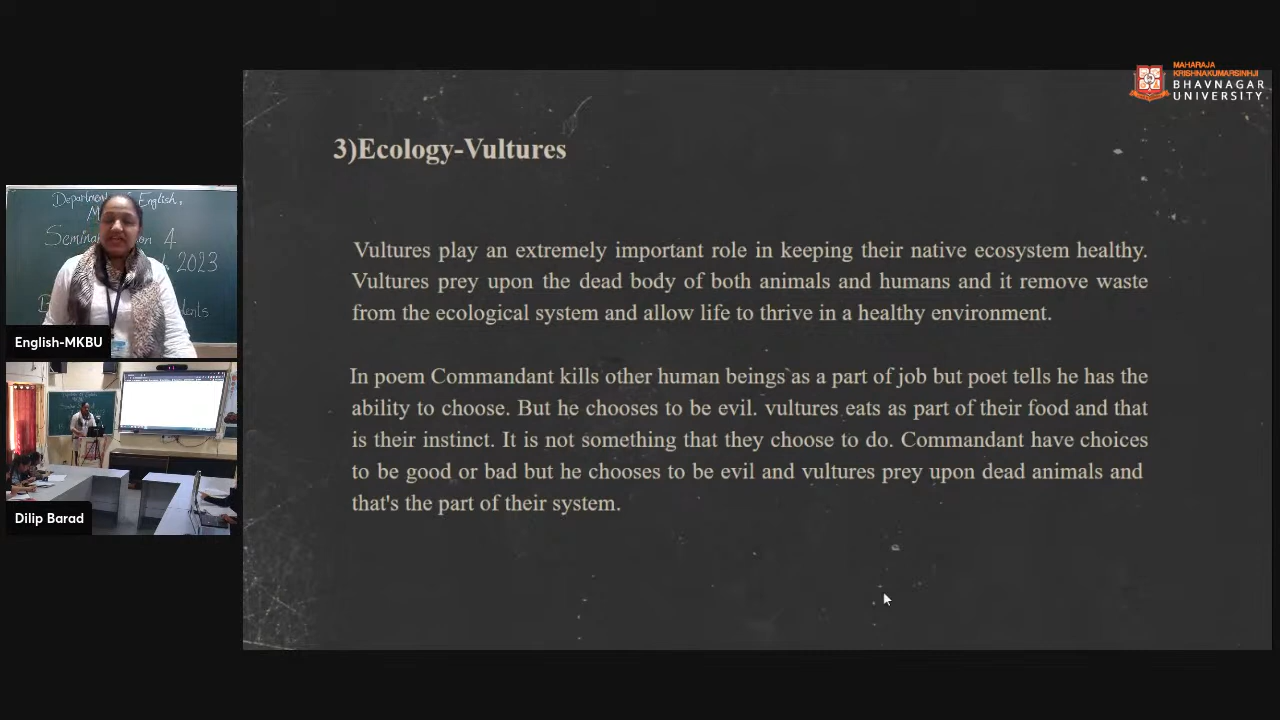 MAHARAJA
KRISHNAKUMARSINHJI
BHAVNAGAR
UNIVERSITY
3)Ecology-Vultures
Vultures play an extremely important role in keeping their native ecosystem healthy.
Vultures prey upon the dead body of both animals and humans and it remove waste
from the ecological system and allow life to thrive in a healthy environment.
In poem Commandant kills other human beings as a part of job but poet tells he has the
ability to choose. But he chooses to be evil. vultures eats as part of their food and that
is their instinct. It is not something that they choose to do. Commandant have choices
to be good or bad but he chooses to be evil and vultures prey upon dead animals and
that's the part of their system.
Department of English,
Seminar on 4
2023
English-MKBU
Dilip Barad